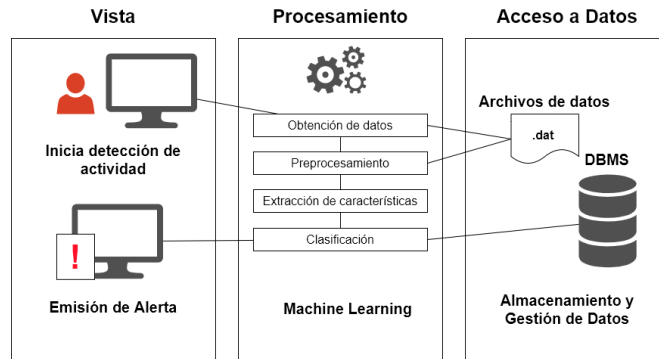 Vista
Procesamiento
Acceso a Datos
Inicia detección de
actividad
!
Emisión de Alerta
Obtención de datos
Preprocesamiento
Extracción de características
Clasificación
Machine Learning
Archivos de datos
.dat
DBMS
Almacenamiento y
Gestión de Datos